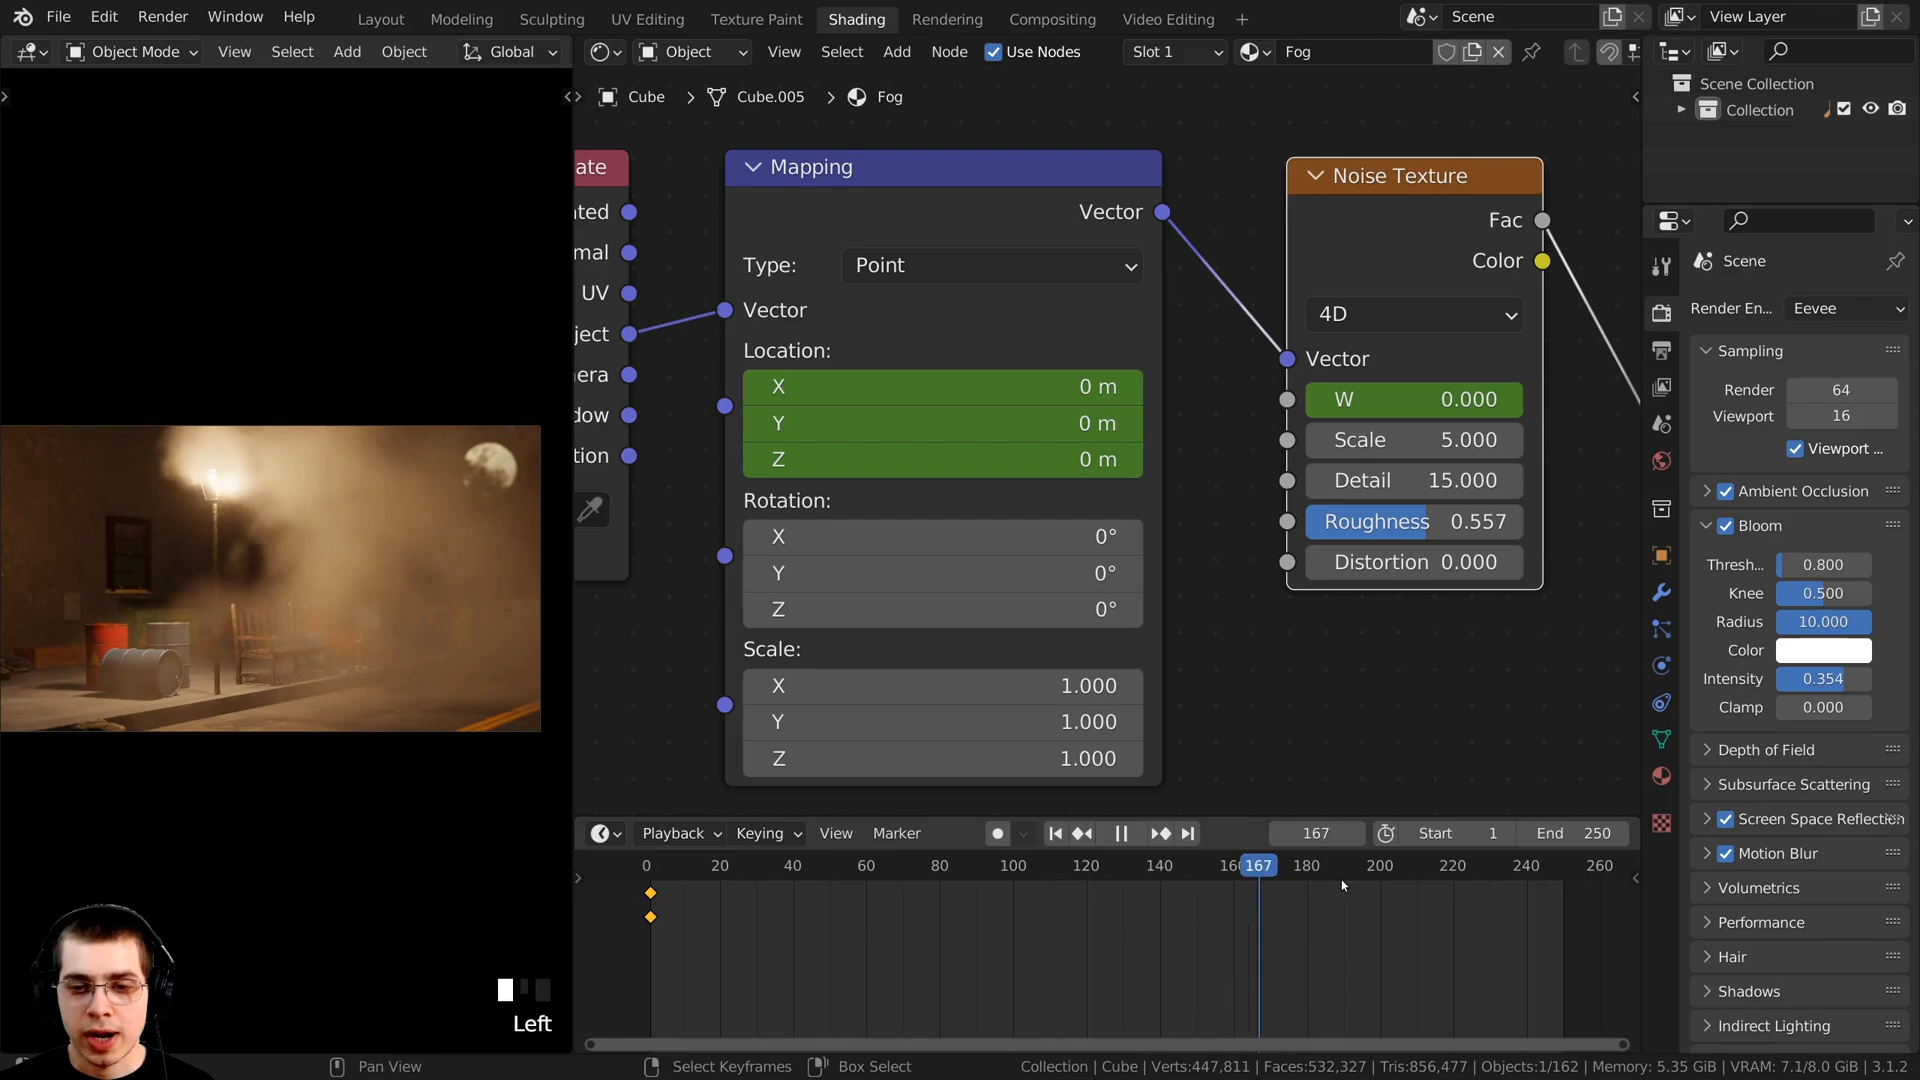 File Edit Render Window Help Layout Modeling Sculpting UV Editing Texture Paint Shading Rendering Compositing Video Editing + Scene View Layer
Object Mode View Select Add Object Global Object View Select Add Node Use Nodes Slot 1 Fog
Cube > Cube.005 > Fog
Scene Collection
Collection
ate
ated
mal
UV
ject
era
dow
tion
Mapping
Vector
Type: Point
Vector
Location:
X 0 m
Y 0 m
Z 0 m
Rotation:
X 0°
Y 0°
Z 0°
Scale:
X 1.000
Y 1.000
Z 1.000
Noise Texture
Fac
Color
4D
Vector
W 0.000
Scale 5.000
Detail 15.000
Roughness 0.557
Distortion 0.000
Scene
Render En... Eevee
Sampling
Render 64
Viewport 16
Viewport ...
Ambient Occlusion
Bloom
Thresh... 0.800
Knee 0.500
Radius 10.000
Color
Intensity 0.354
Clamp 0.000
Depth of Field
Subsurface Scattering
Screen Space Reflection
Motion Blur
Volumetrics
Performance
Hair
Shadows
Indirect Lighting
Playback Keying View Marker 167 Start 1 End 250
0 20 40 60 80 100 120 140 16 167 180 200 220 240 260
Left
Pan View Select Keyframes Box Select Collection | Cube | Verts:447,811 | Faces:532,327 | Tris:856,477 | Objects:1/162 | Memory: 5.35 GiB | VRAM: 7.1/8.0 GiB | 3.1.2